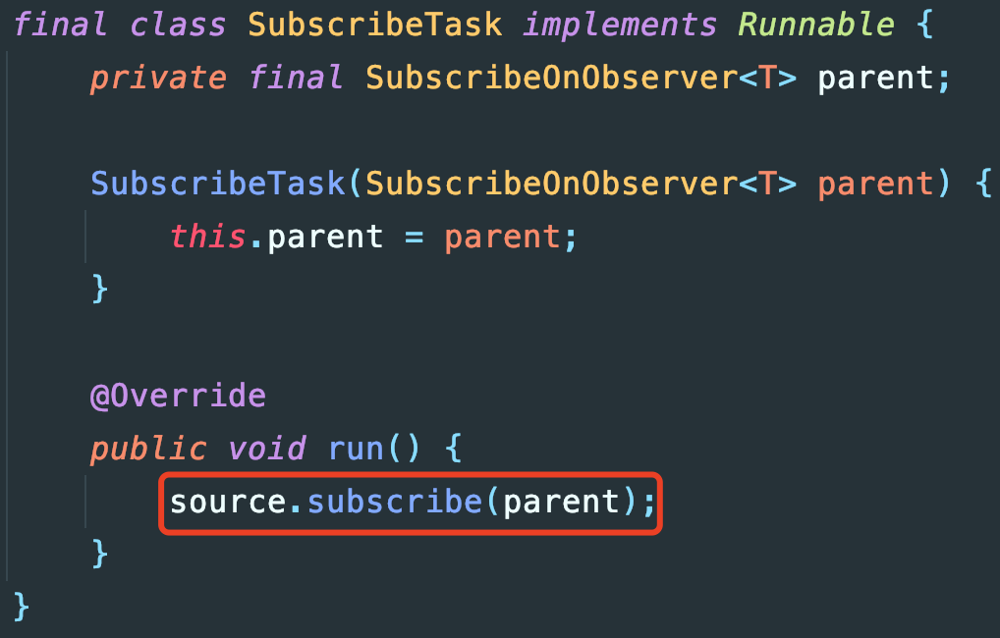 final class SubscribeTask implements Runnable {
    private final SubscribeOnObserver<T> parent;

    SubscribeTask(SubscribeOnObserver<T> parent) {
        this.parent = parent;
    }

    @Override
    public void run() {
        source.subscribe(parent);
    }
}